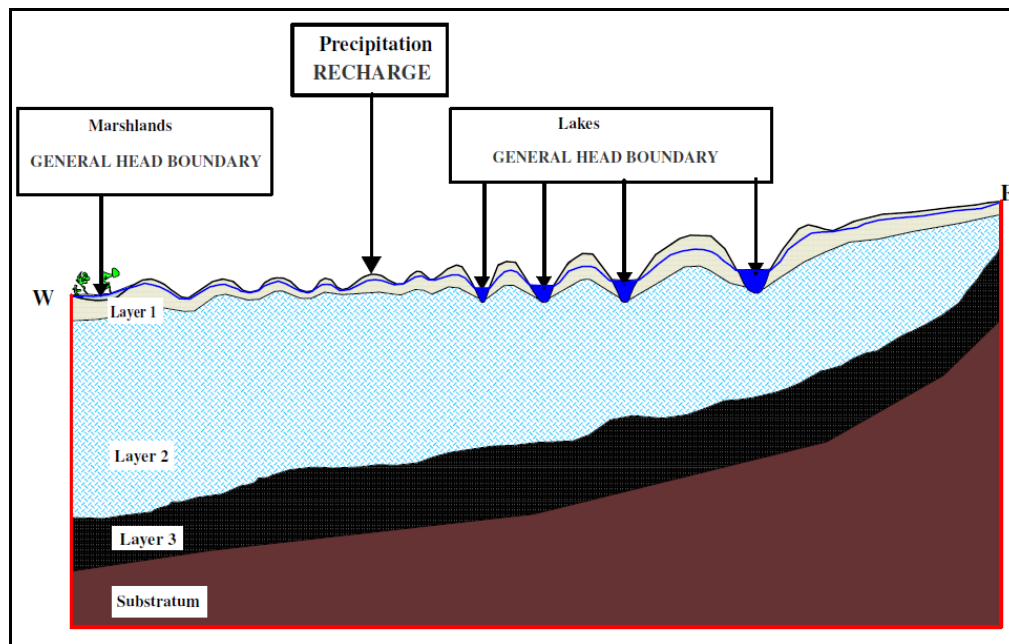 Precipitation
RECHARGE
Marshlands
GENERAL HEAD BOUNDARY
Lakes
GENERAL HEAD BOUNDARY
E
W
Layer 1
Layer 2
Layer 3
Substratum